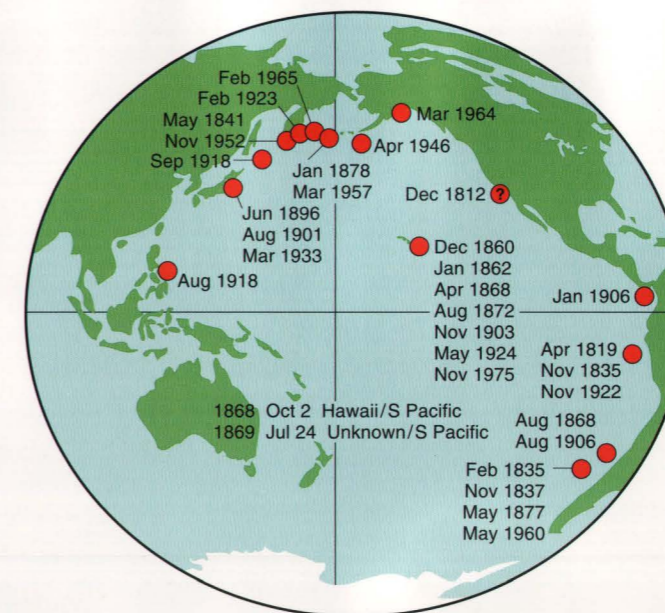 Feb 1965
Feb 1923
May 1841
Nov 1952
Sep 1918
Jan 1878
Mar 1957
Jun 1896
Aug 1901
Mar 1933
Aug 1918
Mar 1964
Apr 1946
Dec 1812 ?
Dec 1860
Jan 1862
Apr 1868
Aug 1872
Nov 1903
May 1924
Nov 1975
Jan 1906
Apr 1819
Nov 1835
Nov 1922
1868 Oct 2 Hawaii/S Pacific
1869 Jul 24 Unknown/S Pacific
Aug 1868
Aug 1906
Feb 1835
Nov 1837
May 1877
May 1960